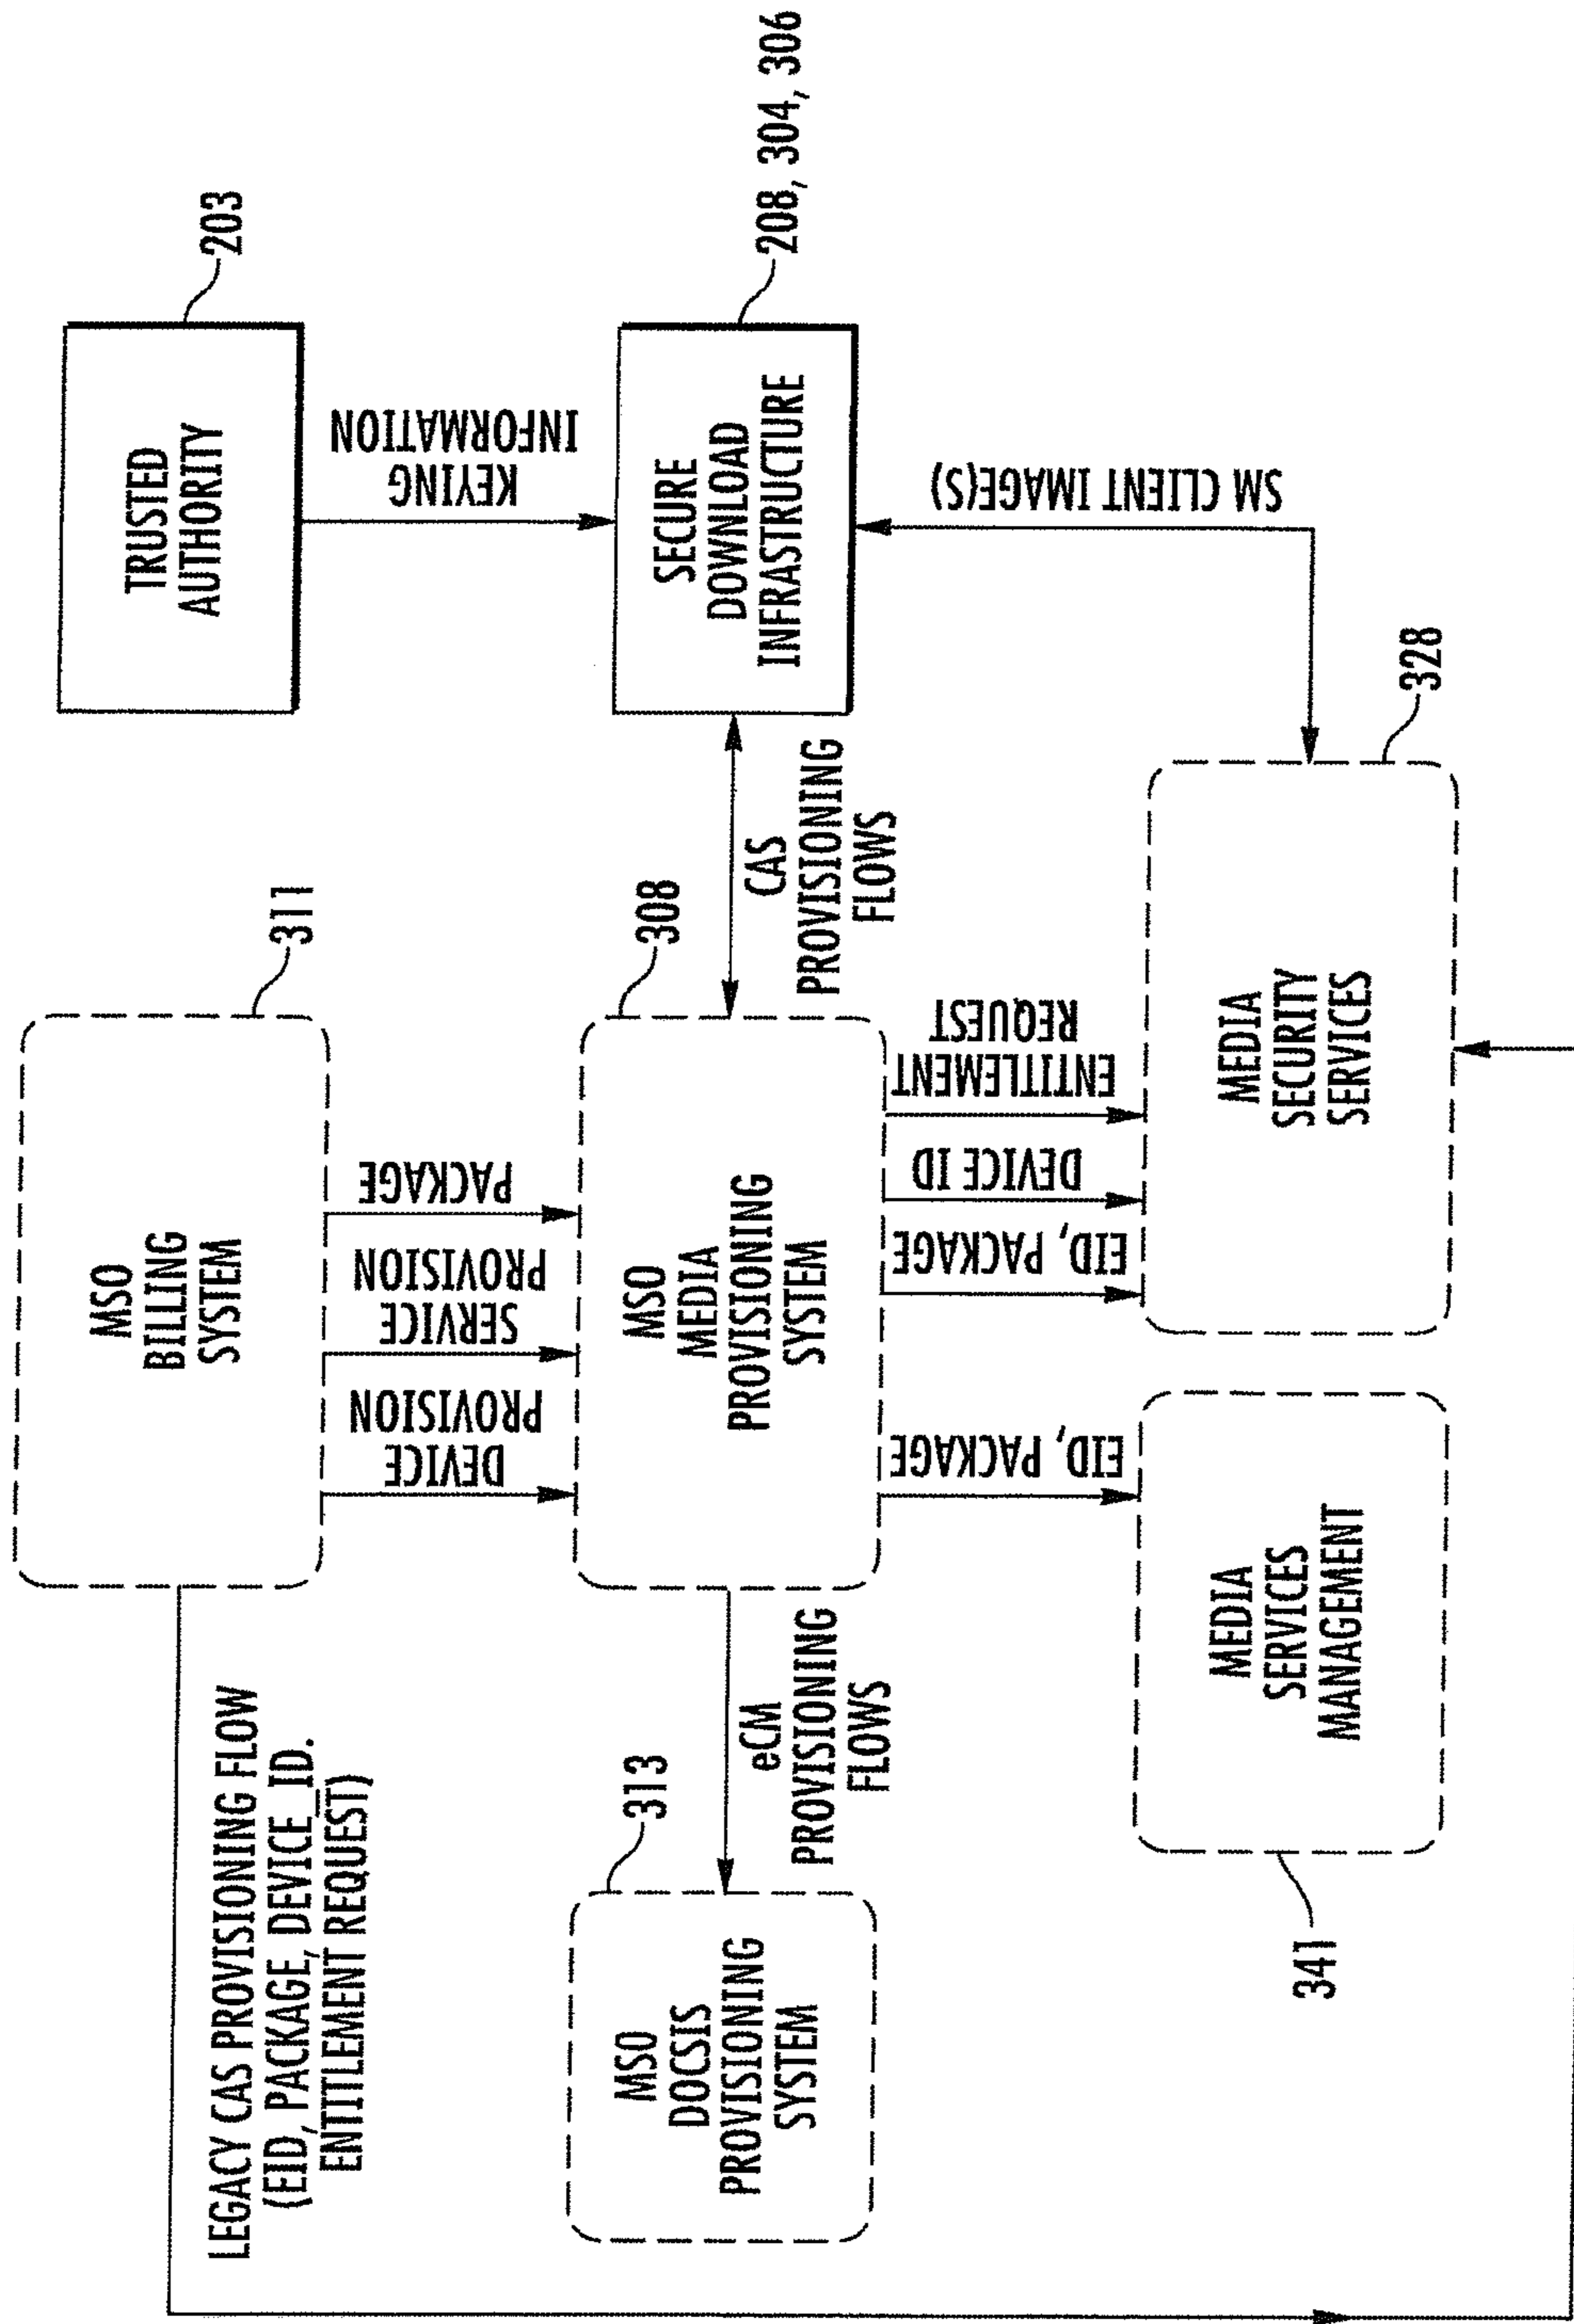 TRUSTED
AUTHORITY
203
KEYING
INFORMATION
SECURE
DOWNLOAD
INFRASTRUCTURE
208, 304, 306
SM CLIENT IMAGE(S)
MSO
BILLING
SYSTEM
311
PACKAGE
SERVICE
PROVISION
DEVICE
PROVISION
MSO
MEDIA
PROVISIONING
SYSTEM
308
CAS
PROVISIONING
FLOWS
ENTITLEMENT
REQUEST
DEVICE ID
EID, PACKAGE
EID, PACKAGE
MEDIA
SECURITY
SERVICES
328
LEGACY CAS PROVISIONING FLOW
(EID, PACKAGE, DEVICE_ID.
ENTITLEMENT REQUEST)
MSO
DOCSIS
PROVISIONING
SYSTEM
313
eCM
PROVISIONING
FLOWS
MEDIA
SERVICES
MANAGEMENT
341